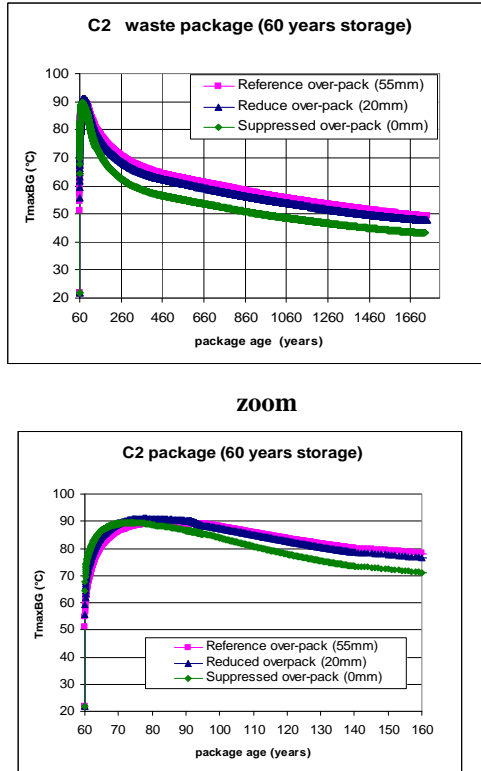 C2 waste package (60 years storage)
100
90
80
70
60
50
40
30
20
TmaxBG (°C)
Reference over-pack (55mm)
Reduce over-pack (20mm)
Suppressed over-pack (0mm)
60 260 460 660 860 1060 1260 1460 1660
package age (years)
zoom
C2 package (60 years storage)
100
90
80
70
60
50
40
30
20
TmaxBG (°C)
Reference over-pack (55mm)
Reduced overpack (20mm)
Suppressed over-pack (0mm)
60 70 80 90 100 110 120 130 140 150 160
package age (years)